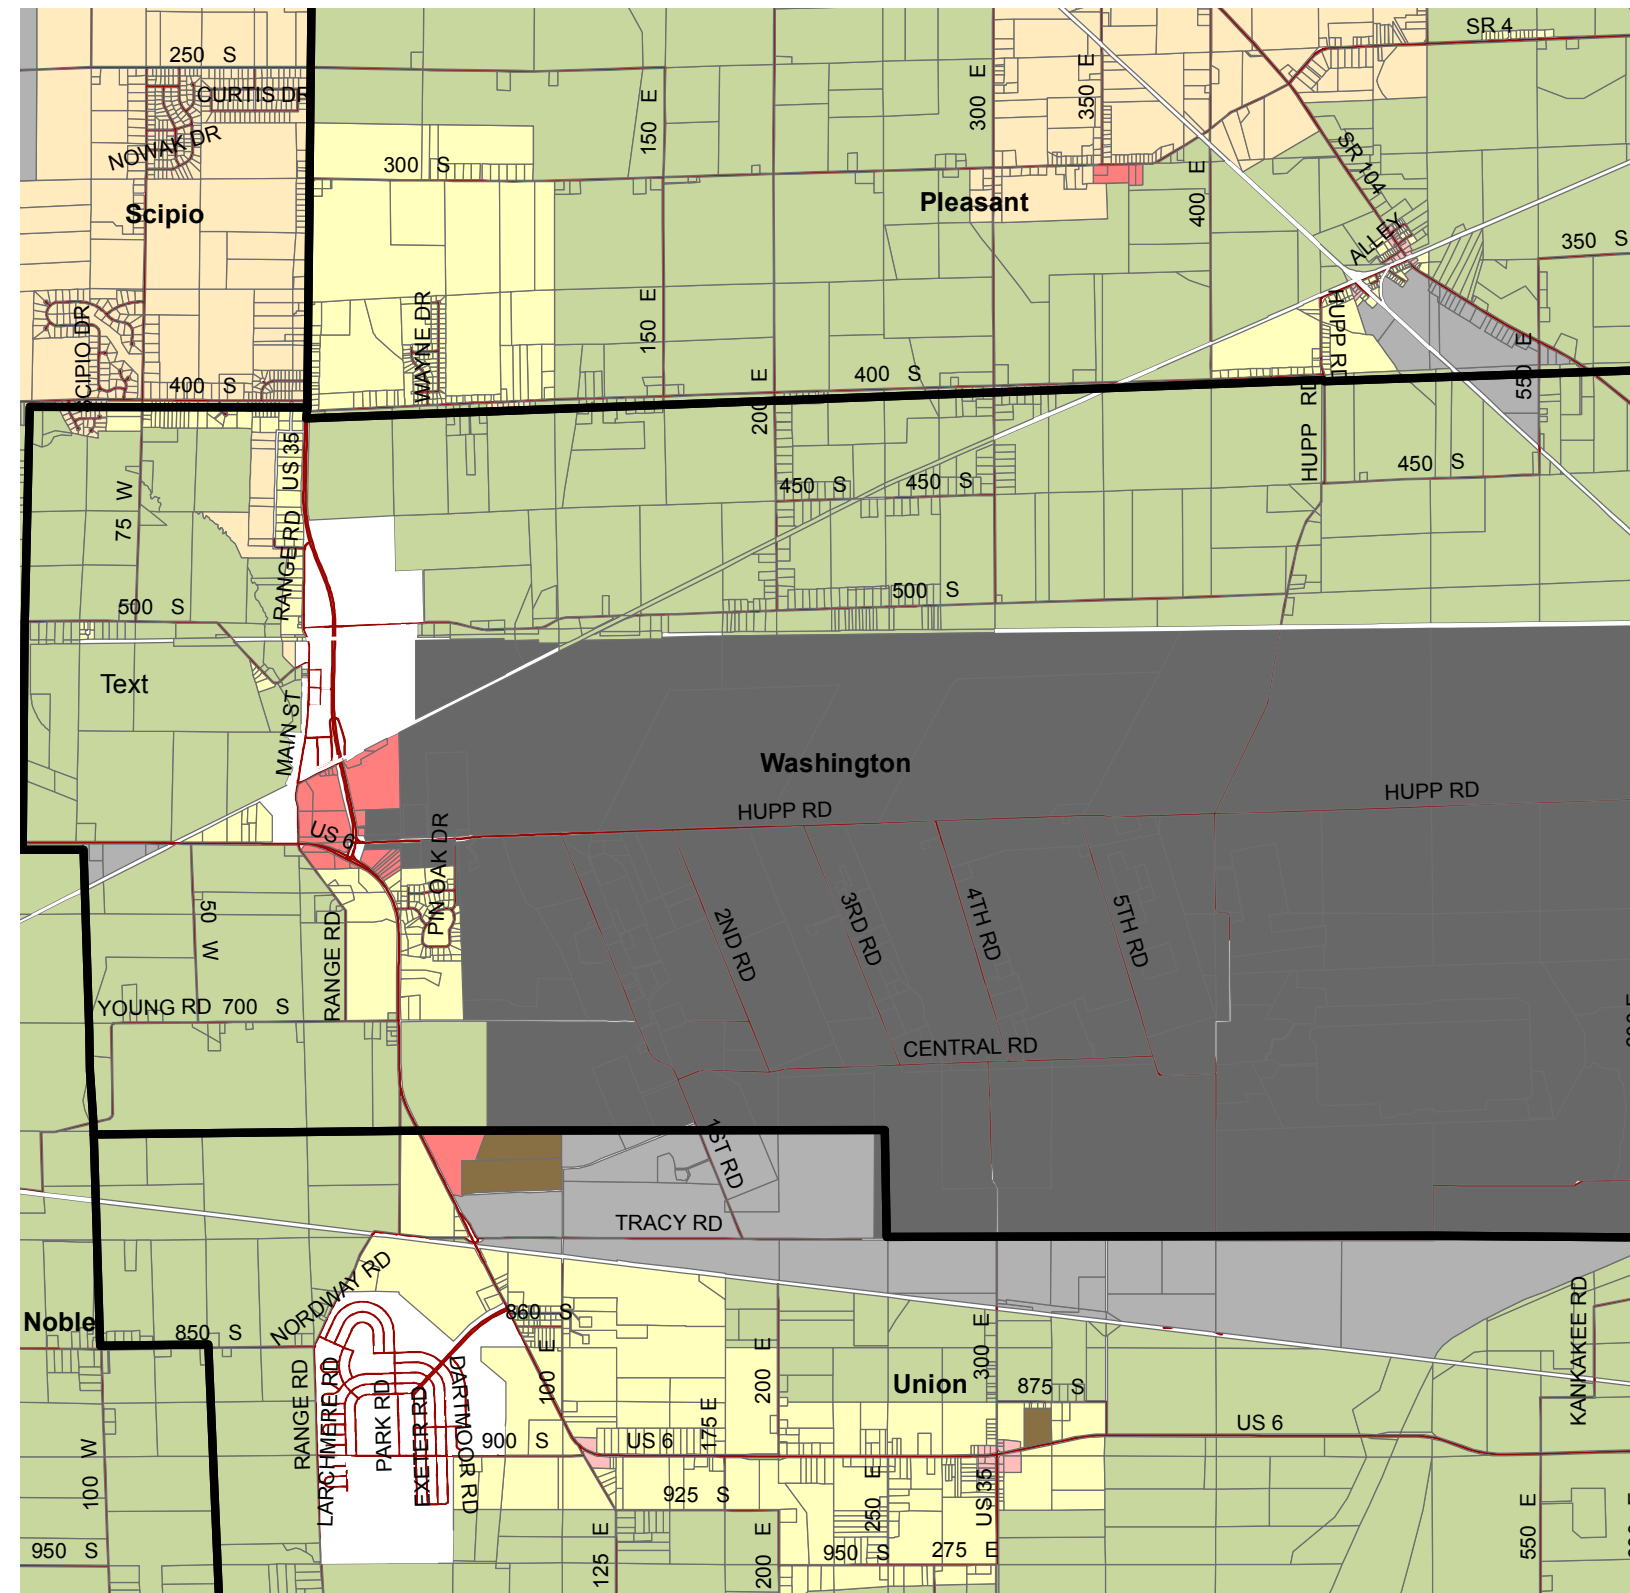 SR 4
250 S
CURTIS DR
NOWAK DR
150 E
300 E
350 E
300 S
SR 104
400 E
Scipio
Pleasant
ALLEY
350 S
SCIPIO DR
WAYNE DR
150 E
HUPP RD
550 E
400 S
400 S
200 E
US 35
HUPP RD
450 S
75 W
450 S
450 S
RANGE RD
500 S
500 S
Text
MAIN ST
Washington
HUPP RD
HUPP RD
US 6
PIN OAK DR
50 W
RANGE RD
2ND RD
3RD RD
4TH RD
5TH RD
YOUNG RD 700 S
CENTRAL RD
1ST RD
TRACY RD
NORDWAY RD
KANKAKEE RD
Noble
850 S
860 S
100 E
200 E
300 E
RANGE RD
LARCHMERE RD
PARK RD
EXETER RD
DARTMOOR RD
Union
875 S
175 E
US 6
900 S
US 6
100 W
925 S
250 E
US 35
950 S
125 E
200 E
950 S
275 E
550 E